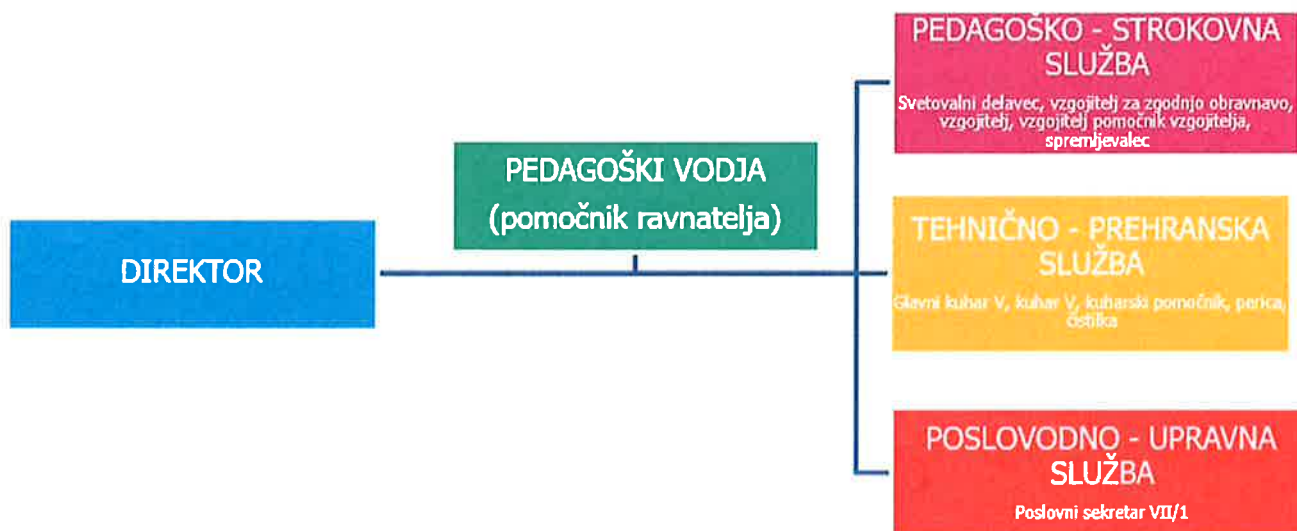 DIREKTOR
PEDAGOŠKI VODJA
(pomočnik ravnatelja)
PEDAGOŠKO - STROKOVNA
SLUŽBA
Svetovalni delavec, vzgojitelj za zgodnjo obravnavo,
vzgojitelj, vzgojitelj pomočnik vzgojitelja,
spremljevalec
TEHNIČNO - PREHRANSKA
SLUŽBA
Glavni kuhar V, kuhar V, kuharski pomočnik, perica,
čistilka
POSLOVODNO - UPRAVNA
SLUŽBA
Poslovni sekretar VII/1